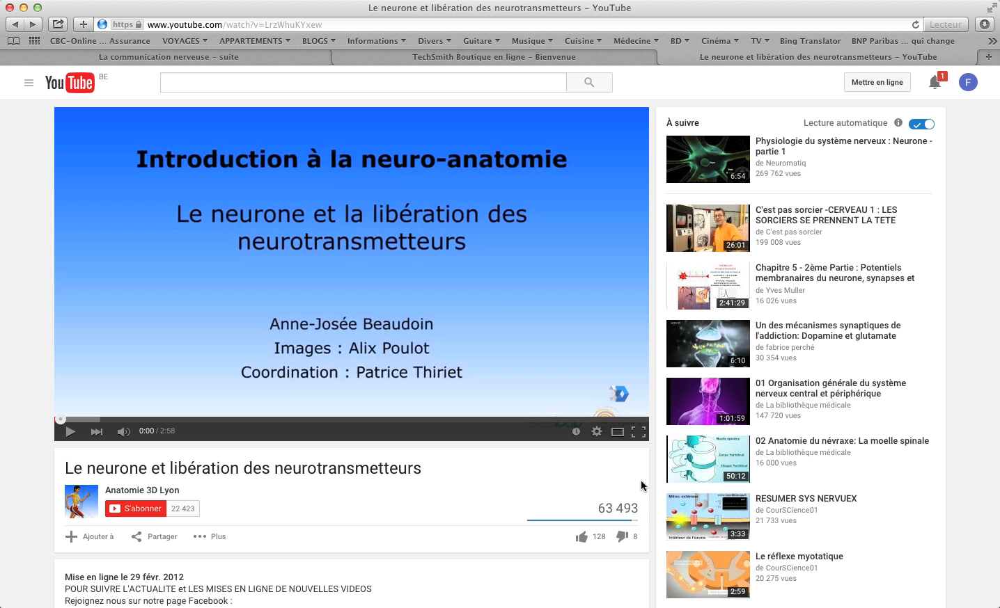 Le neurone et libération des neurotransmetteurs – YouTube
https www.youtube.com/watch?v=LrzWhuKYxew Lecteur
CBC-Online ... Assurance VOYAGES APPARTEMENTS BLOGS Informations Divers Guitare Musique Cuisine Médecine BD Cinéma TV Bing Translator BNP Paribas ... qui change
La communication nerveuse – suite TechSmith Boutique en ligne – Bienvenue Le neurone et libération des neurotransmetteurs – YouTube
YouTube BE Mettre en ligne 1 F
Introduction à la neuro-anatomie
Le neurone et la libération des
neurotransmetteurs
Anne-Josée Beaudoin
Images : Alix Poulot
Coordination : Patrice Thiriet
0:00 / 2:58
Le neurone et libération des neurotransmetteurs
Anatomie 3D Lyon
S'abonner 22 423
63 493
Ajouter à Partager Plus 128 8
Mise en ligne le 29 févr. 2012
POUR SUIVRE L'ACTUALITE et LES MISES EN LIGNE DE NOUVELLES VIDEOS
Rejoignez nous sur notre page Facebook :
À suivre Lecture automatique
Physiologie du système nerveux : Neurone -
partie 1
de Neuromatiq
269 762 vues
6:54
C'est pas sorcier -CERVEAU 1 : LES
SORCIERS SE PRENNENT LA TETE
de C'est pas sorcier
199 008 vues
26:01
Chapitre 5 - 2ème Partie : Potentiels
membranaires du neurone, synapses et
de Yves Muller
16 026 vues
2:41:29
Un des mécanismes synaptiques de
l'addiction: Dopamine et glutamate
de fabrice perché
30 354 vues
6:10
01 Organisation générale du système
nerveux central et périphérique
de La bibliothèque médicale
147 720 vues
1:01:59
02 Anatomie du névraxe: La moelle spinale
de La bibliothèque médicale
16 000 vues
Moelle épinière
Corps Vertébral
Disque Vertébral
50:12
RESUMER SYS NERVUEX
de CourSCience01
21 733 vues
Milieu extérieur
Intérieur de l'axone
3:33
Le réflexe myotatique
de CourSCience01
20 275 vues
2:59